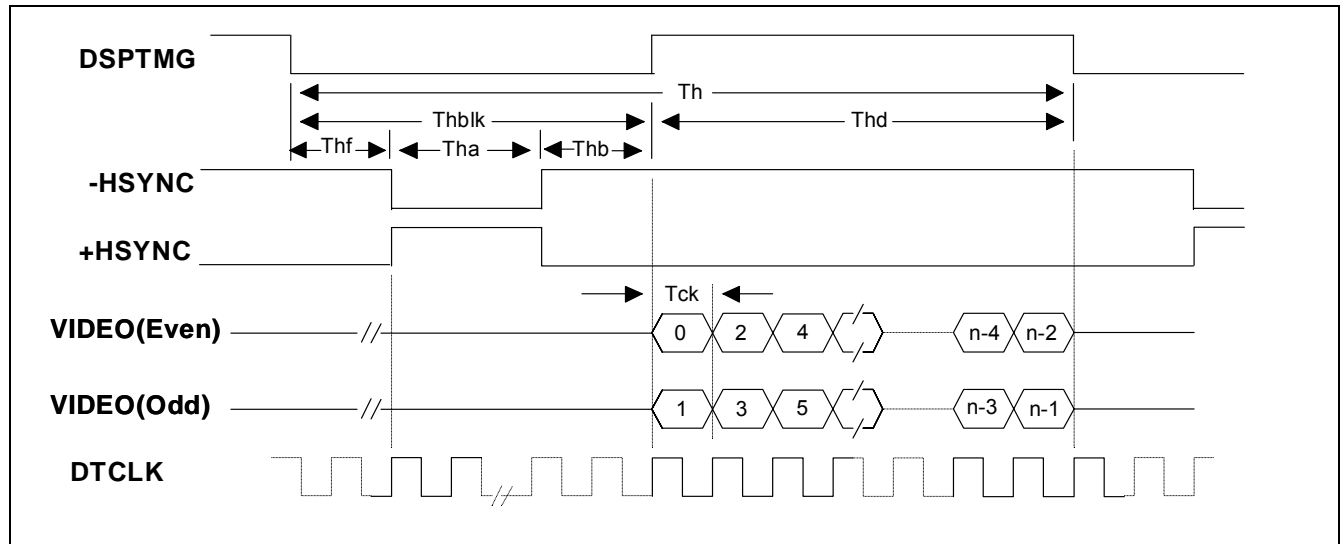 DSPTMG
Th
Thblk Thd
Thf Tha Thb
-HSYNC
+HSYNC
Tck
VIDEO(Even) // 0 2 4 / / n-4 n-2
VIDEO(Odd) // 1 3 5 / / n-3 n-1
DTCLK //